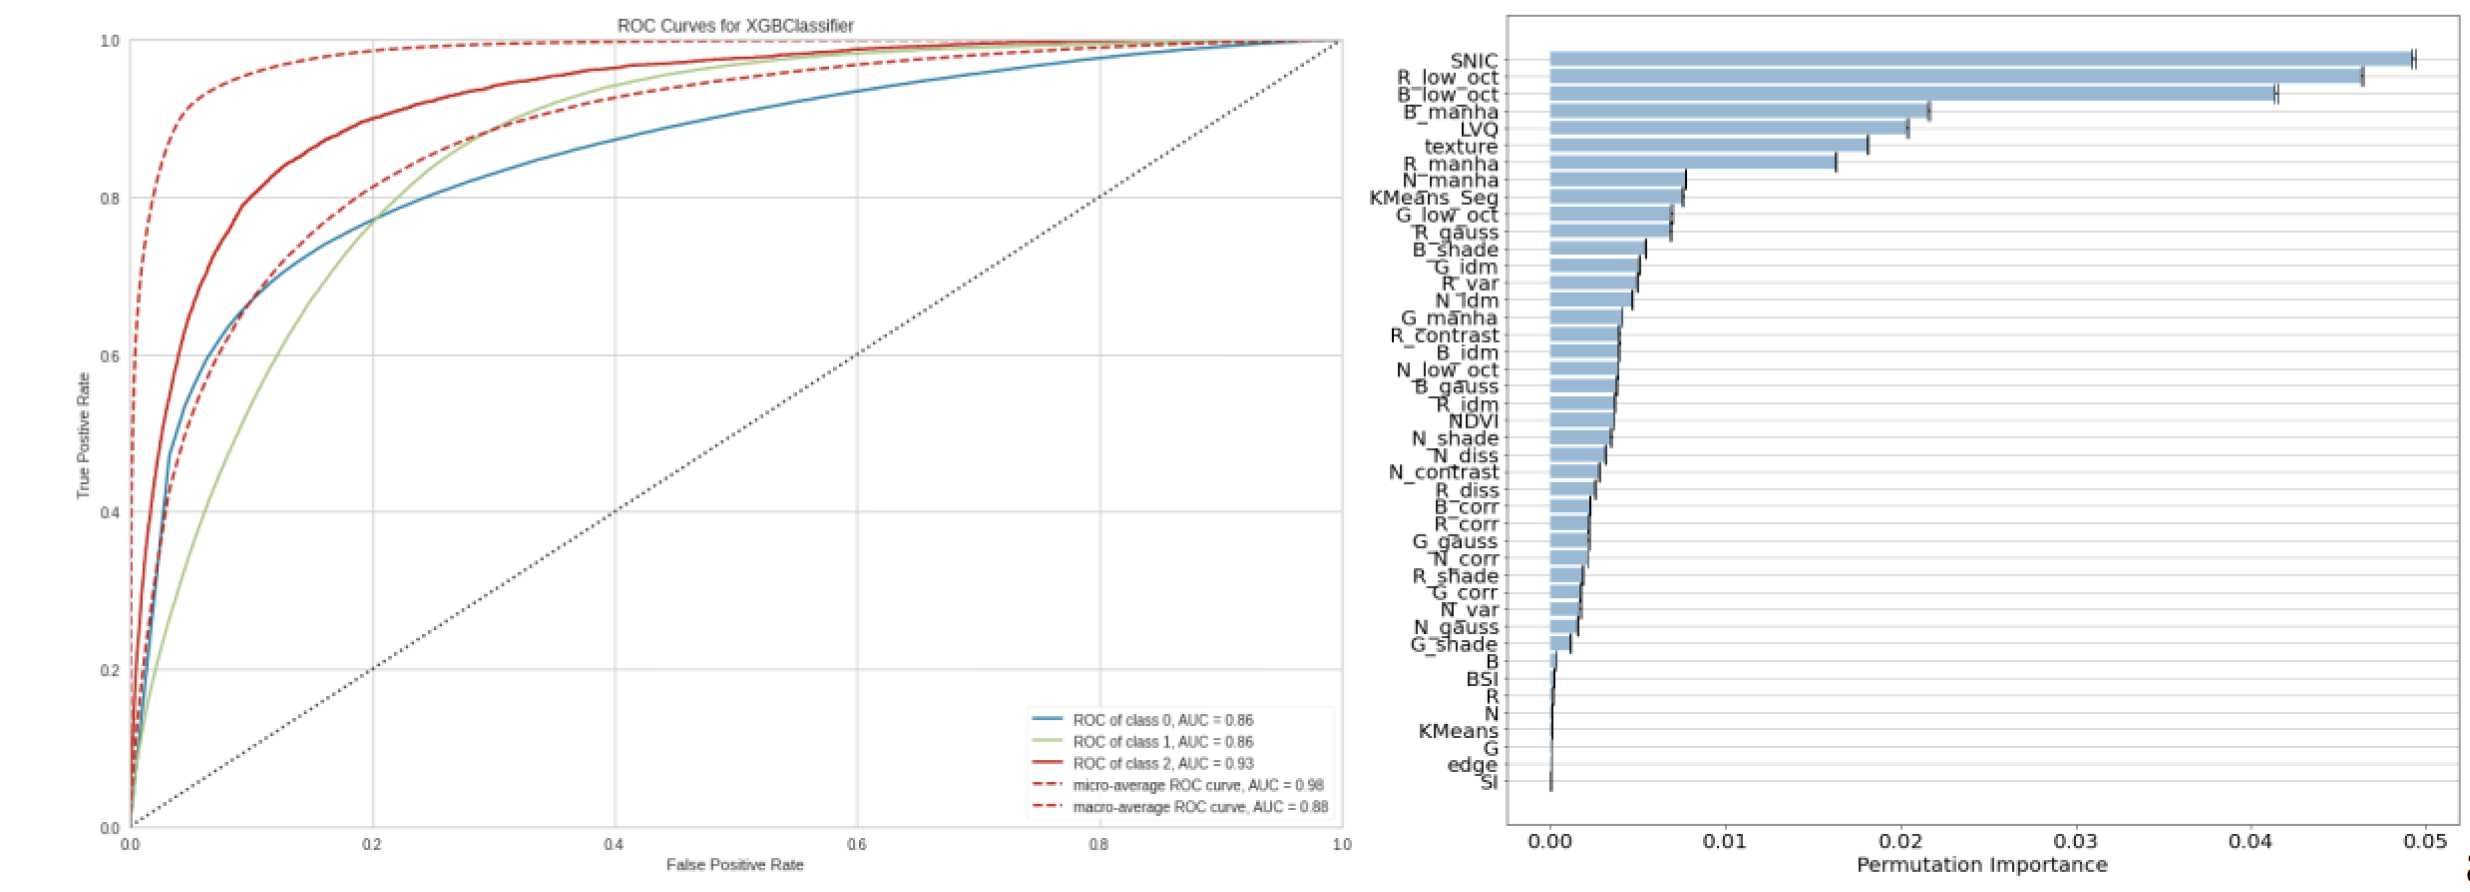 ROC Curves for XGBClassifier
1.0
0.8
0.6
0.4
0.2
0.0
True Postive Rate
0.0 0.2 0.4 0.6 0.8 1.0
False Positive Rate
ROC of class 0, AUC = 0.86
ROC of class 1, AUC = 0.86
ROC of class 2, AUC = 0.93
micro-average ROC curve, AUC = 0.98
macro-average ROC curve, AUC = 0.88
SNIC
R_low_oct
B_low_oct
B_manha
LVQ
texture
R_manha
N_manha
KMeans_Seg
G_low_oct
R_gauss
B_shade
G_idm
R_var
N_idm
G_manha
R_contrast
B_idm
N_low_oct
B_gauss
R_idm
NDVI
N_shade
N_diss
N_contrast
R_diss
B_corr
R_corr
G_gauss
N_corr
R_shade
G_corr
N_var
N_gauss
G_shade
B
BSI
R
N
KMeans
G
edge
SI
0.00 0.01 0.02 0.03 0.04 0.05
Permutation Importance